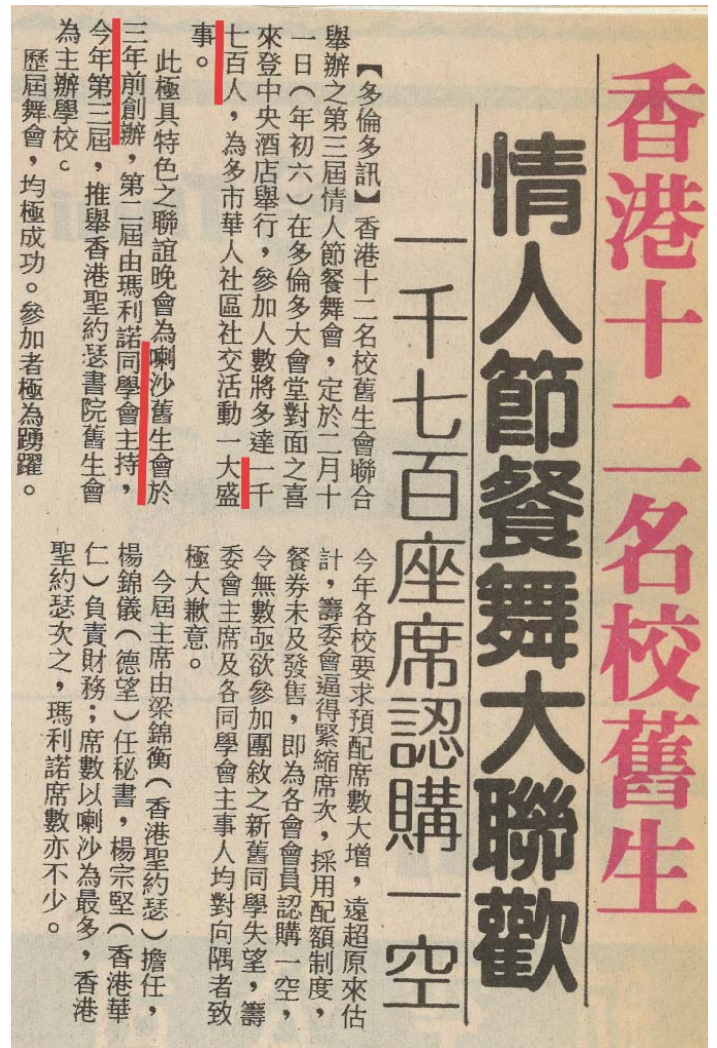 香港十二名校舊生
情人節餐舞大聯歡
一千七百座席認購一空
【多倫多訊】香港十二名校舊生會聯合
舉辦之第三屆情人節餐舞會，定於二月十
一日（年初六）在多倫多大會堂對面之喜
來登中央酒店舉行，參加人數將多達一千
七百人，為多市華人社區社交活動一大盛
事。
此極具特色之聯誼晚會為喇沙舊生會於
三年前創辦，第二屆由瑪利諾同學會主持，
今年第三屆，推舉香港聖約瑟書院舊生會
為主辦學校。
歷屆舞會，均極成功。參加者極為踴躍。
今年各校要求預配席數大增，遠超原來估
計，籌委會逼得緊縮席次，採用配額制度，
餐券未及發售，即為各會會員認購一空，
令無數亟欲參加團敘之新舊同學失望，籌
委會主席及各同學會主事人均對向隅者致
極大歉意。
今屆主席由梁錦衡（香港聖約瑟）擔任，
楊錦儀（德望）任秘書，楊宗堅（香港華
仁）負責財務；席數以喇沙為最多，香港
聖約瑟次之，瑪利諾席數亦不少。